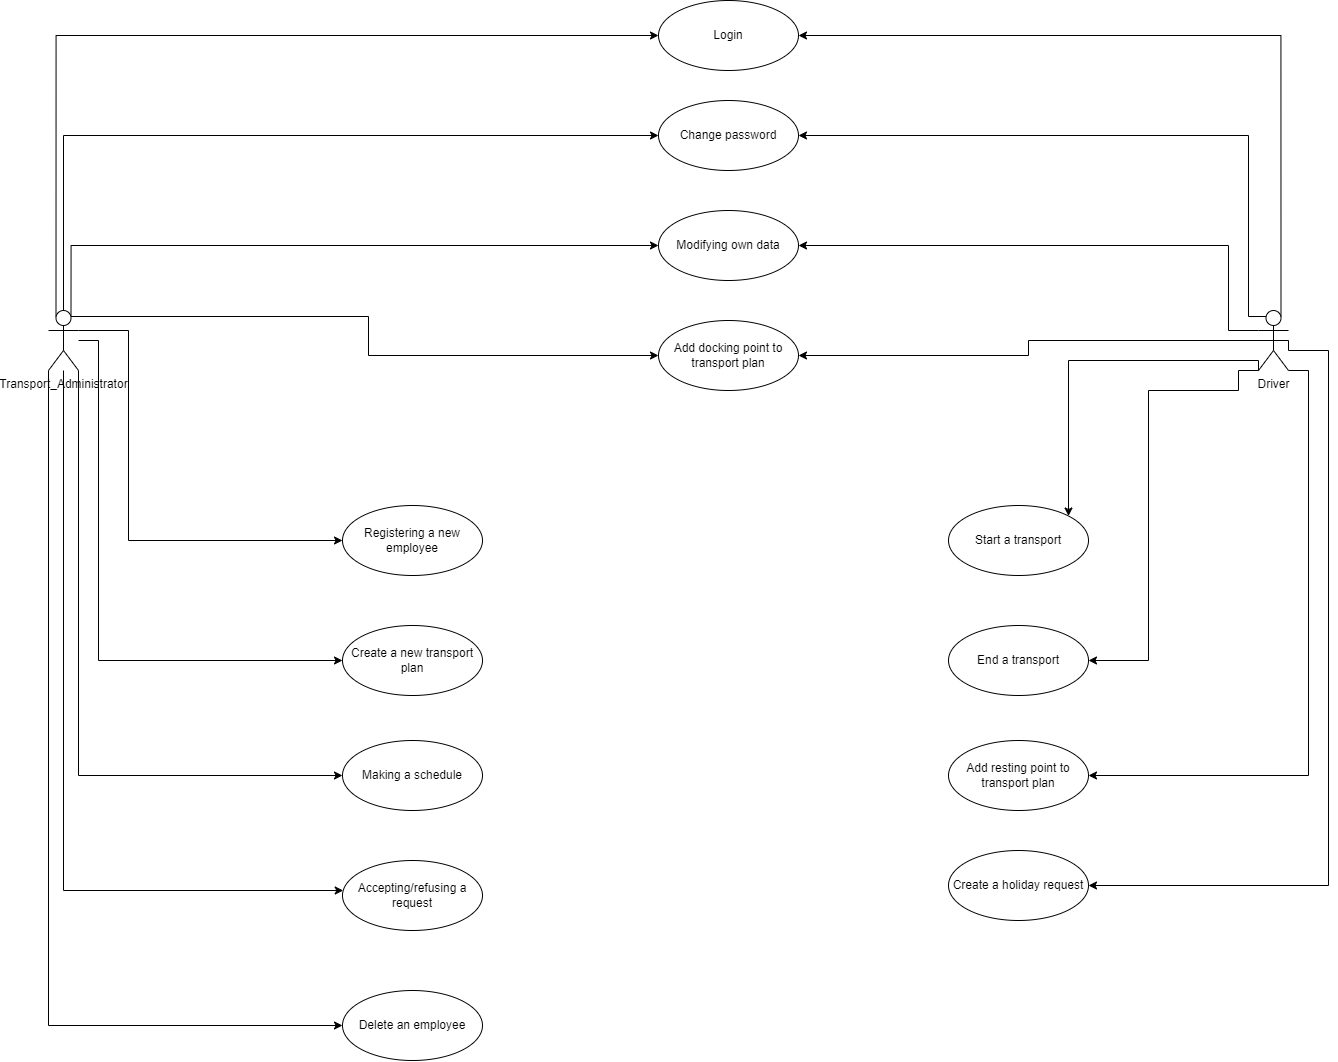 Login
Change password
Modifying own data
Add docking point to
transport plan
Transport_Administrator
Driver
Registering a new
employee
Start a transport
Create a new transport
plan
End a transport
Making a schedule
Add resting point to
transport plan
Accepting/refusing a
request
Create a holiday request
Delete an employee